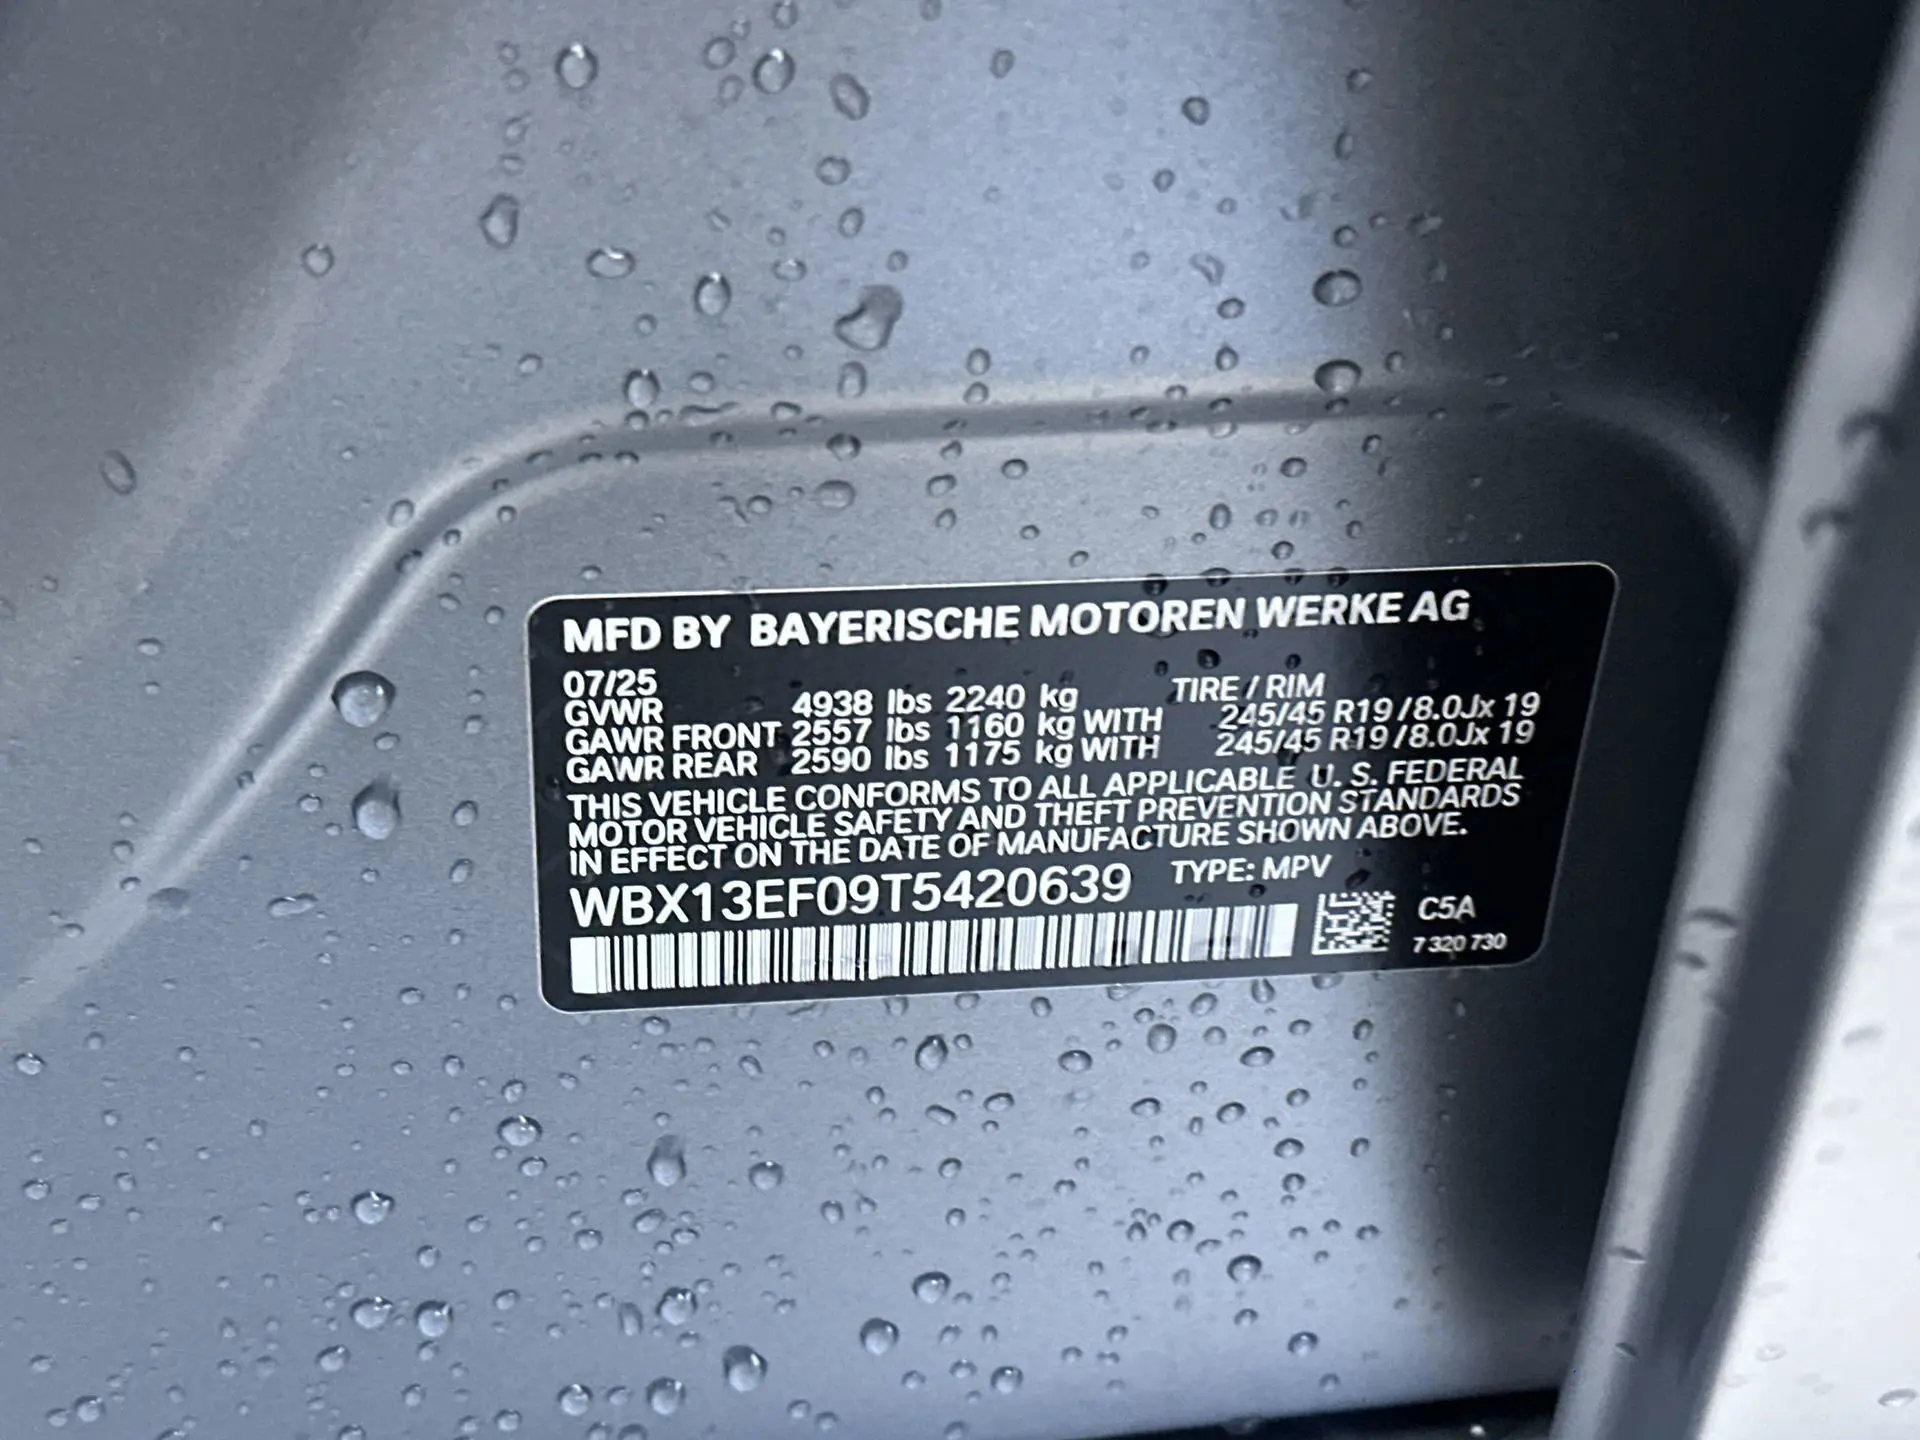 MFD BY BAYERISCHE MOTOREN WERKE AG
07/25
GVWR 4938 lbs 2240 kg TIRE / RIM
GAWR FRONT 2557 lbs 1160 kg WITH 245/45 R19 /8.0Jx 19
GAWR REAR 2590 lbs 1175 kg WITH 245/45 R19 /8.0Jx 19
THIS VEHICLE CONFORMS TO ALL APPLICABLE U. S. FEDERAL
MOTOR VEHICLE SAFETY AND THEFT PREVENTION STANDARDS
IN EFFECT ON THE DATE OF MANUFACTURE SHOWN ABOVE.
WBX13EF09T5420639 TYPE: MPV
C5A
7 320 730